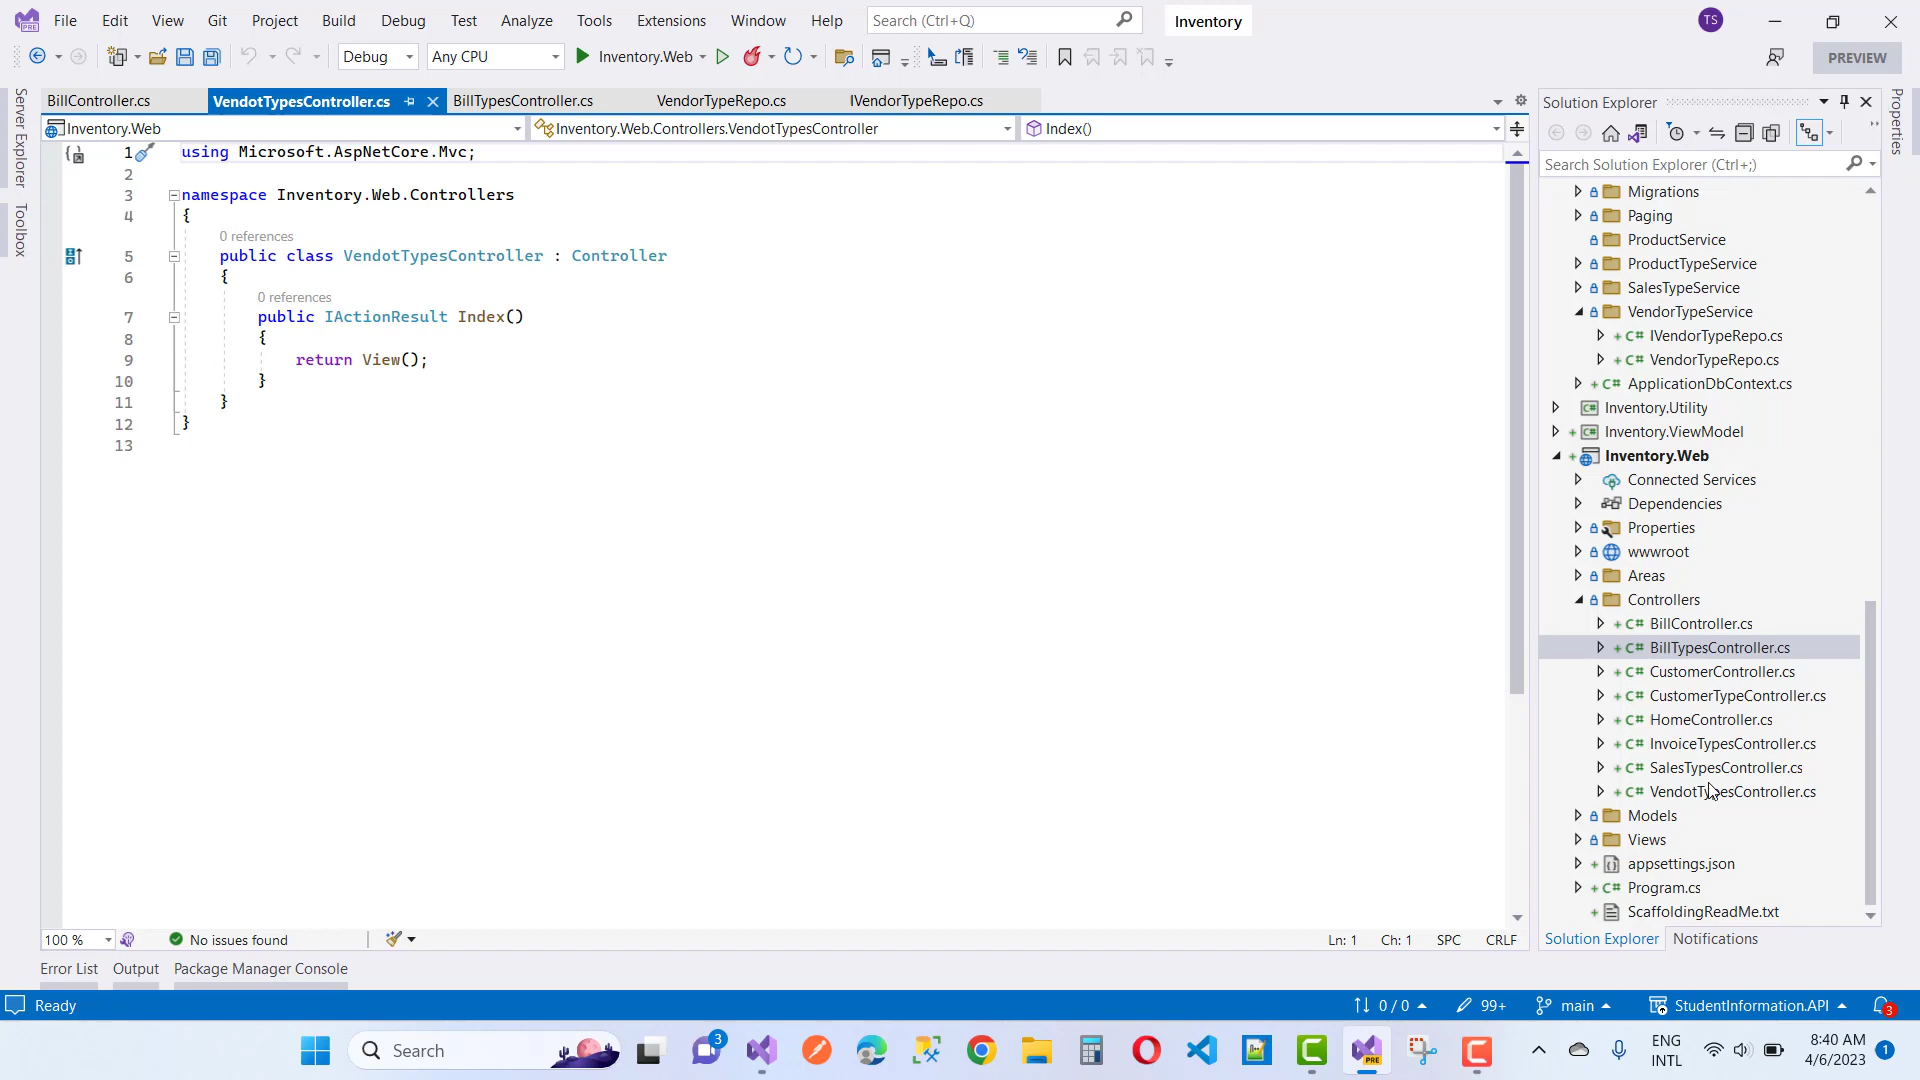 File Edit View Git Project Build Debug Test Analyze Tools Extensions Window Help Search (Ctrl+Q) Inventory TS
Debug Any CPU Inventory.Web PREVIEW
BillController.cs VendotTypesController.cs BillTypesController.cs VendorTypeRepo.cs IVendorTypeRepo.cs
Inventory.Web Inventory.Web.Controllers.VendotTypesController Index()
Server Explorer
Toolbox
1 using Microsoft.AspNetCore.Mvc;
2
3 namespace Inventory.Web.Controllers
4 {
0 references
5 public class VendotTypesController : Controller
6 {
0 references
7 public IActionResult Index()
8 {
9 return View();
10 }
11 }
12 }
13
100 % No issues found Ln: 1 Ch: 1 SPC CRLF
Solution Explorer
Search Solution Explorer (Ctrl+;)
Migrations
Paging
ProductService
ProductTypeService
SalesTypeService
VendorTypeService
C# IVendorTypeRepo.cs
C# VendorTypeRepo.cs
C# ApplicationDbContext.cs
C# Inventory.Utility
C# Inventory.ViewModel
Inventory.Web
Connected Services
Dependencies
Properties
wwwroot
Areas
Controllers
C# BillController.cs
C# BillTypesController.cs
C# CustomerController.cs
C# CustomerTypeController.cs
C# HomeController.cs
C# InvoiceTypesController.cs
C# SalesTypesController.cs
C# VendotTypesController.cs
Models
Views
appsettings.json
C# Program.cs
ScaffoldingReadMe.txt
Solution Explorer Notifications
Properties
Error List Output Package Manager Console
Ready 0 / 0 99+ main StudentInformation.API 3
Search 3 PRE ENG 8:40 AM
INTL 4/6/2023 1